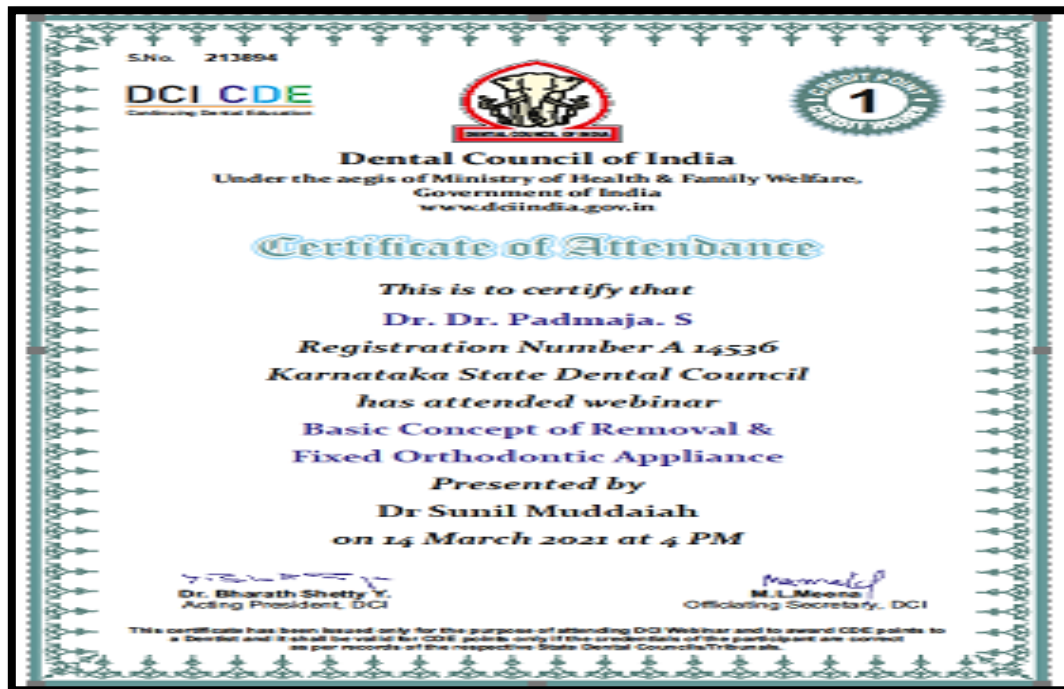 S.No. 213894
DCI CDE
Continuing Dental Education
DENTAL COUNCIL OF INDIA
CREDIT POINT
1
Dental Council of India
Under the aegis of Ministry of Health & Family Welfare,
Government of India
www.dciindia.gov.in
Certificate of Attendance
This is to certify that
Dr. Dr. Padmaja. S
Registration Number A 14536
Karnataka State Dental Council
has attended webinar
Basic Concept of Removal &
Fixed Orthodontic Appliance
Presented by
Dr Sunil Muddaiah
on 14 March 2021 at 4 PM
Dr. Bharath Shetty Y.
Acting President, DCI
M.L.Meena
Officiating Secretary, DCI
This certificate has been issued only for the purpose of attending DCI Webinar and to award CDE points to
a Dentist and it shall be valid for CDE points only if the credentials of the participant are correct
as per records of the respective State Dental Councils/Tribunals.